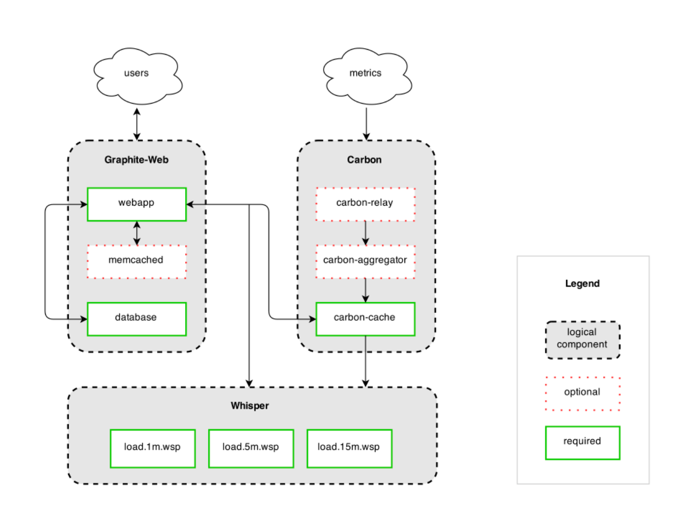 users
metrics
Graphite-Web
Carbon
webapp
carbon-relay
memcached
carbon-aggregator
database
carbon-cache
Whisper
load.1m.wsp
load.5m.wsp
load.15m.wsp
Legend
logical
component
optional
required